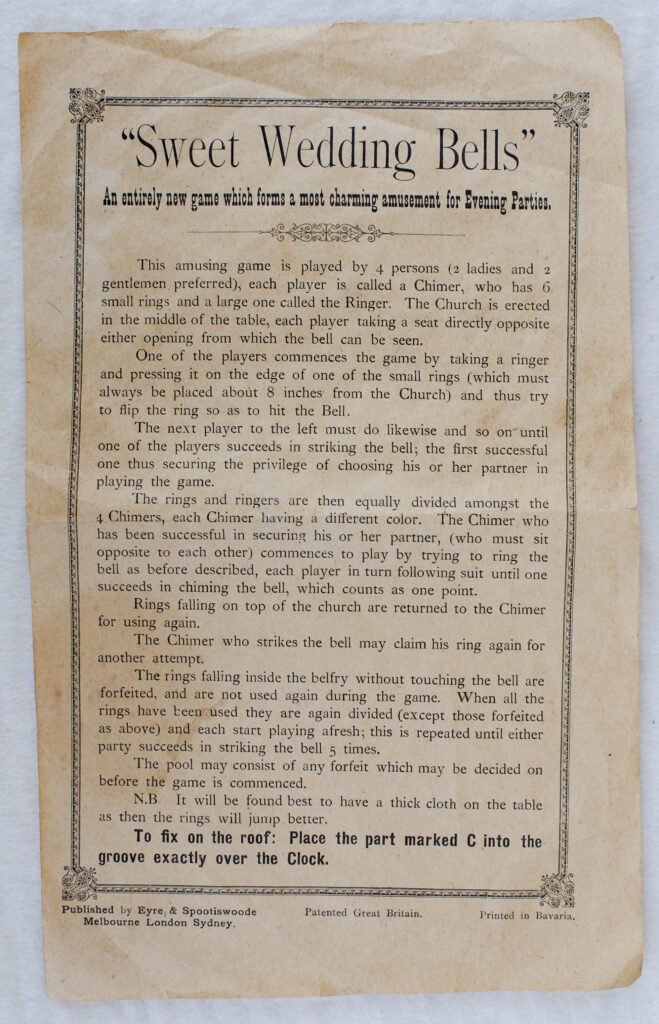 “Sweet Wedding Bells”
An entirely new game which forms a most charming amusement for Evening Parties.
This amusing game is played by 4 persons (2 ladies and 2
gentlemen preferred), each player is called a Chimer, who has 6
small rings and a large one called the Ringer. The Church is erected
in the middle of the table, each player taking a seat directly opposite
either opening from which the bell can be seen.
One of the players commences the game by taking a ringer
and pressing it on the edge of one of the small rings (which must
always be placed about 8 inches from the Church) and thus try
to flip the ring so as to hit the Bell.
The next player to the left must do likewise and so on until
one of the players succeeds in striking the bell; the first successful
one thus securing the privilege of choosing his or her partner in
playing the game.
The rings and ringers are then equally divided amongst the
4 Chimers, each Chimer having a different color. The Chimer who
has been successful in securing his or her partner, (who must sit
opposite to each other) commences to play by trying to ring the
bell as before described, each player in turn following suit until one
succeeds in chiming the bell, which counts as one point.
Rings falling on top of the church are returned to the Chimer
for using again.
The Chimer who strikes the bell may claim his ring again for
another attempt.
The rings falling inside the belfry without touching the bell are
forfeited, and are not used again during the game. When all the
rings have been used they are again divided (except those forfeited
as above) and each start playing afresh; this is repeated until either
party succeeds in striking the bell 5 times.
The pool may consist of any forfeit which may be decided on
before the game is commenced.
N.B. It will be found best to have a thick cloth on the table
as then the rings will jump better.
To fix on the roof: Place the part marked C into the
groove exactly over the Clock.
Published by Eyre & Spootiswoode
Melbourne London Sydney.
Patented Great Britain.
Printed in Bavaria.